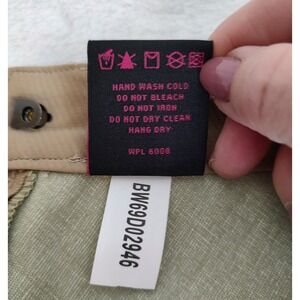 HAND WASH COLD
DO NOT BLEACH
DO NOT IRON
DO NOT DRY CLEAN
HANG DRY
WPL 6008
BW69D02946